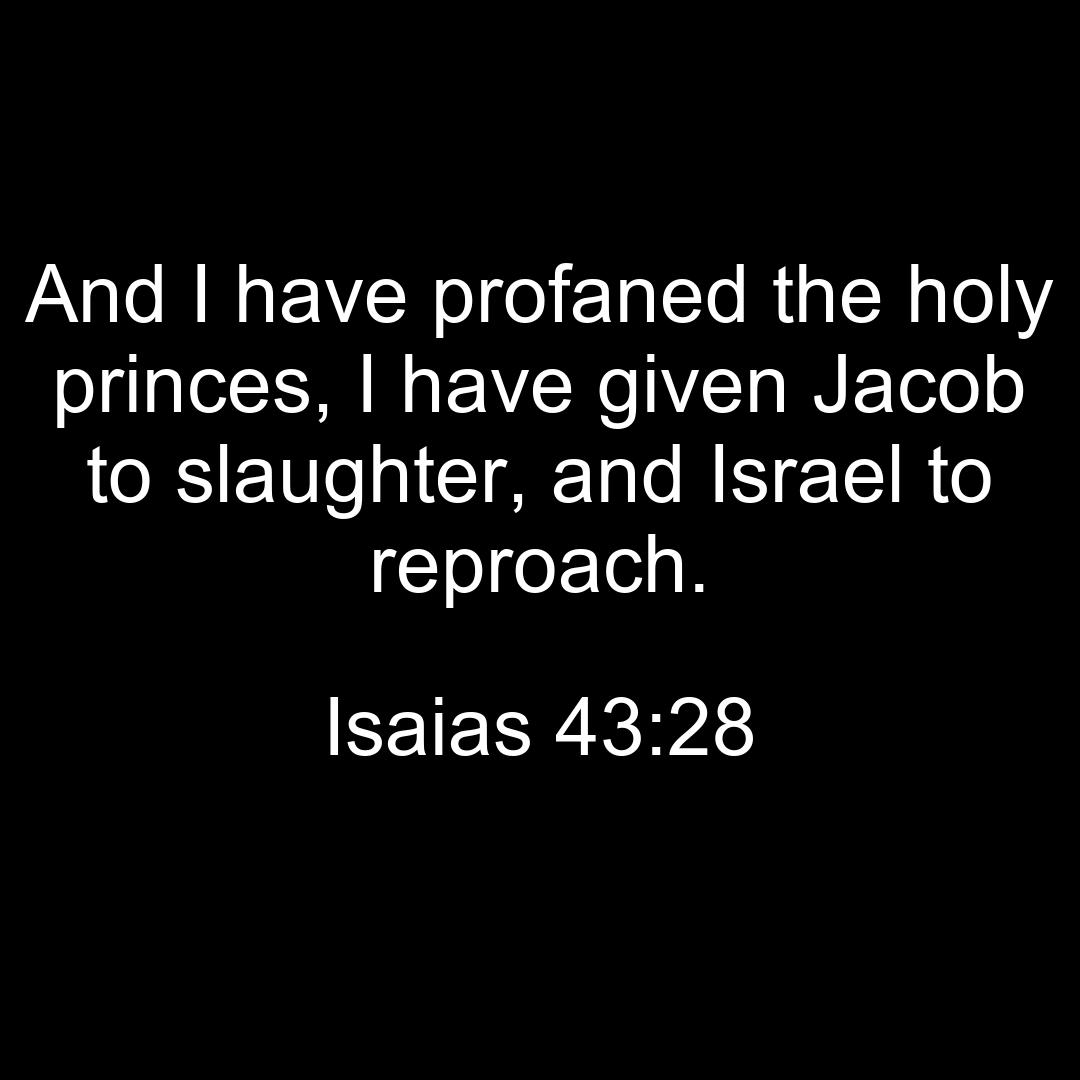 And I have profaned the holy
princes, I have given Jacob
to slaughter, and Israel to
reproach.
Isaias 43:28